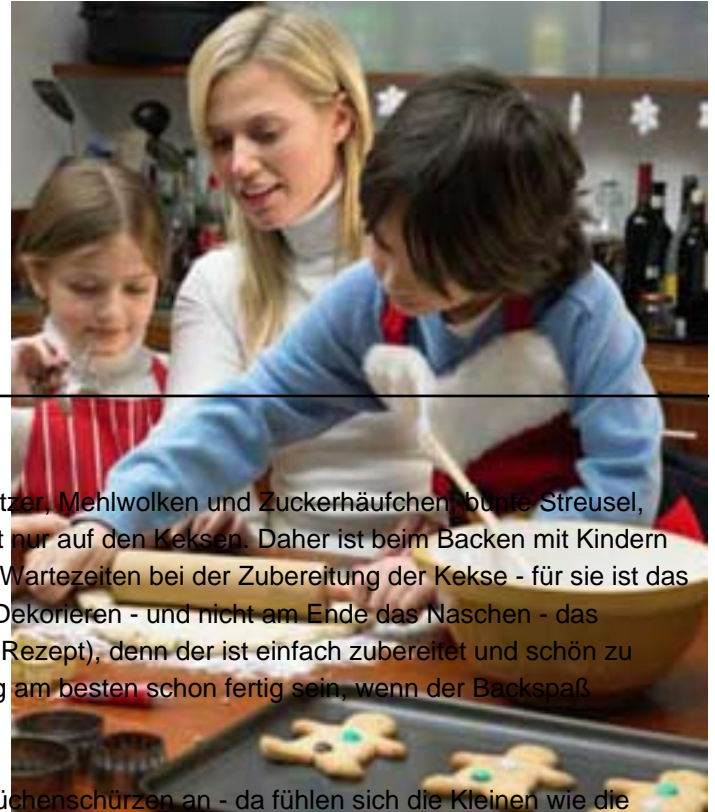 tzer, Mehlwolken und Zuckerhäufchen, bunte Streusel,
t nur auf den Keksen. Daher ist beim Backen mit Kindern
Wartezeiten bei der Zubereitung der Kekse - für sie ist das
Dekorieren - und nicht am Ende das Naschen - das
Rezept), denn der ist einfach zubereitet und schön zu
g am besten schon fertig sein, wenn der Backspaß
üchenschürzen an - da fühlen sich die Kleinen wie die